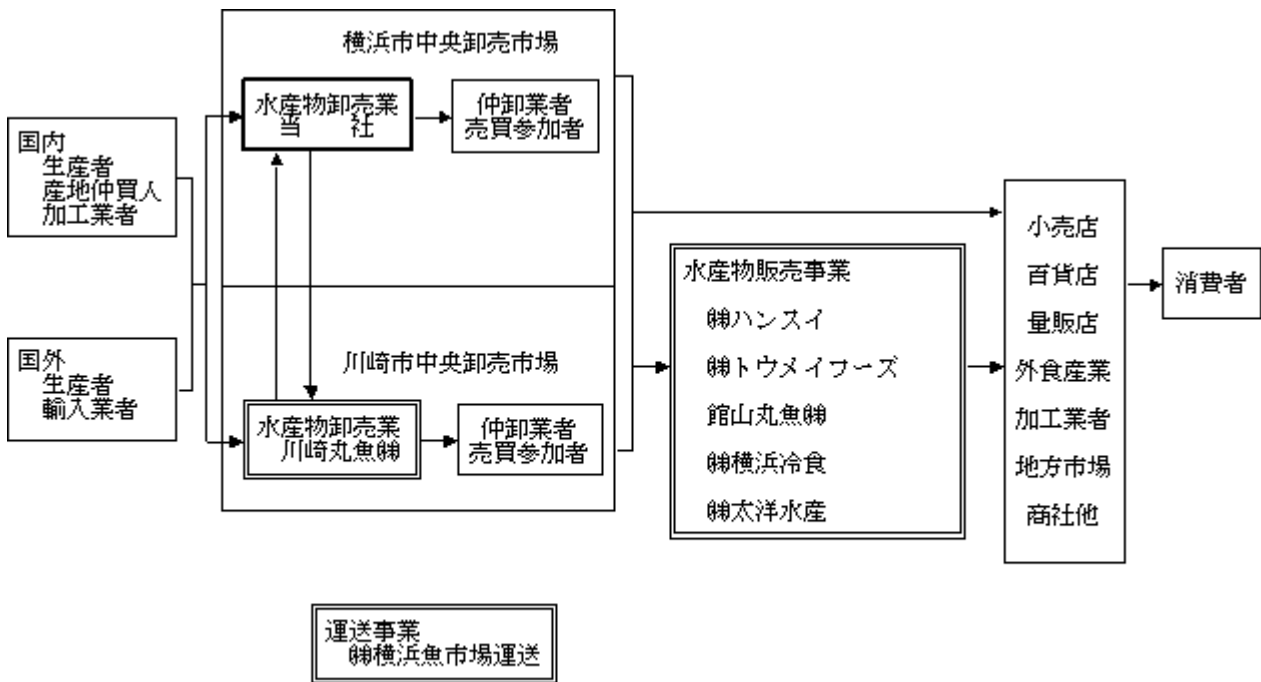 横浜市中央卸売市場
水産物卸売業
当　　社
仲卸業者
売買参加者
国内
生産者
産地仲買人
加工業者
国外
生産者
輸入業者
川崎市中央卸売市場
水産物卸売業
川崎丸魚㈱
仲卸業者
売買参加者
水産物販売事業
㈱ハンスイ
㈱トウメイフーズ
館山丸魚㈱
㈱横浜冷食
㈱太洋水産
小売店
百貨店
量販店
外食産業
加工業者
地方市場
商社他
消費者
運送事業
㈱横浜魚市場運送